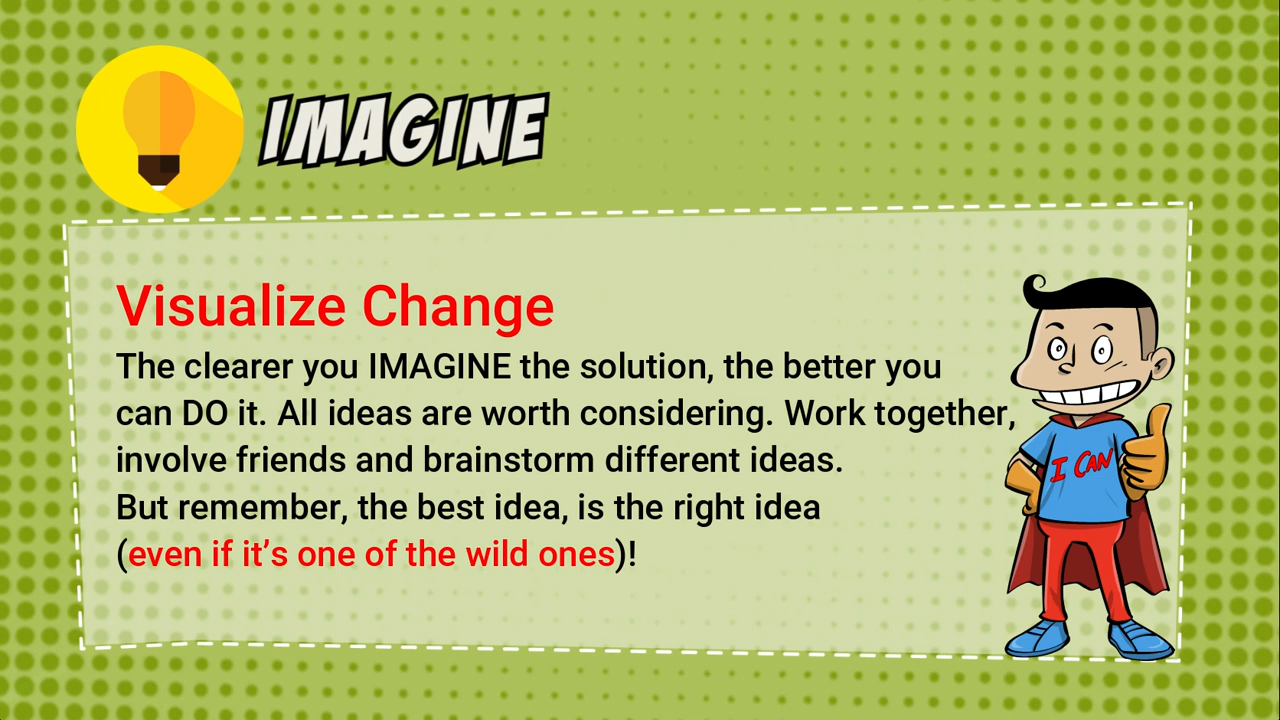 IMAGINE
Visualize Change
The clearer you IMAGINE the solution, the better you
can DO it. All ideas are worth considering. Work together,
involve friends and brainstorm different ideas.
But remember, the best idea, is the right idea
(even if it’s one of the wild ones)!
I CAN